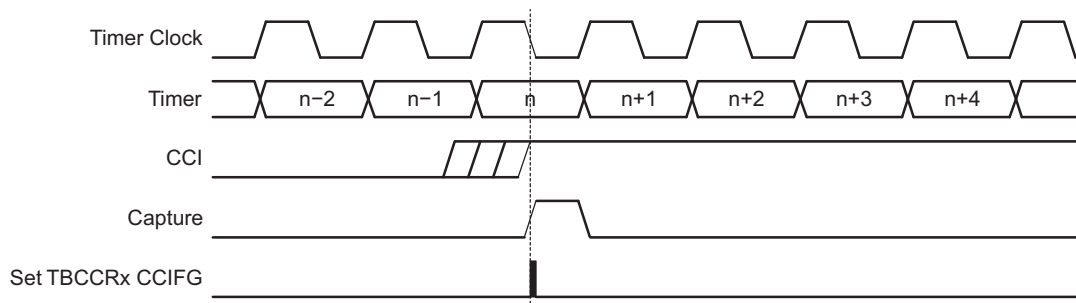 Timer Clock
Timer n−2 n−1 n n+1 n+2 n+3 n+4
CCI
Capture
Set TBCCRx CCIFG